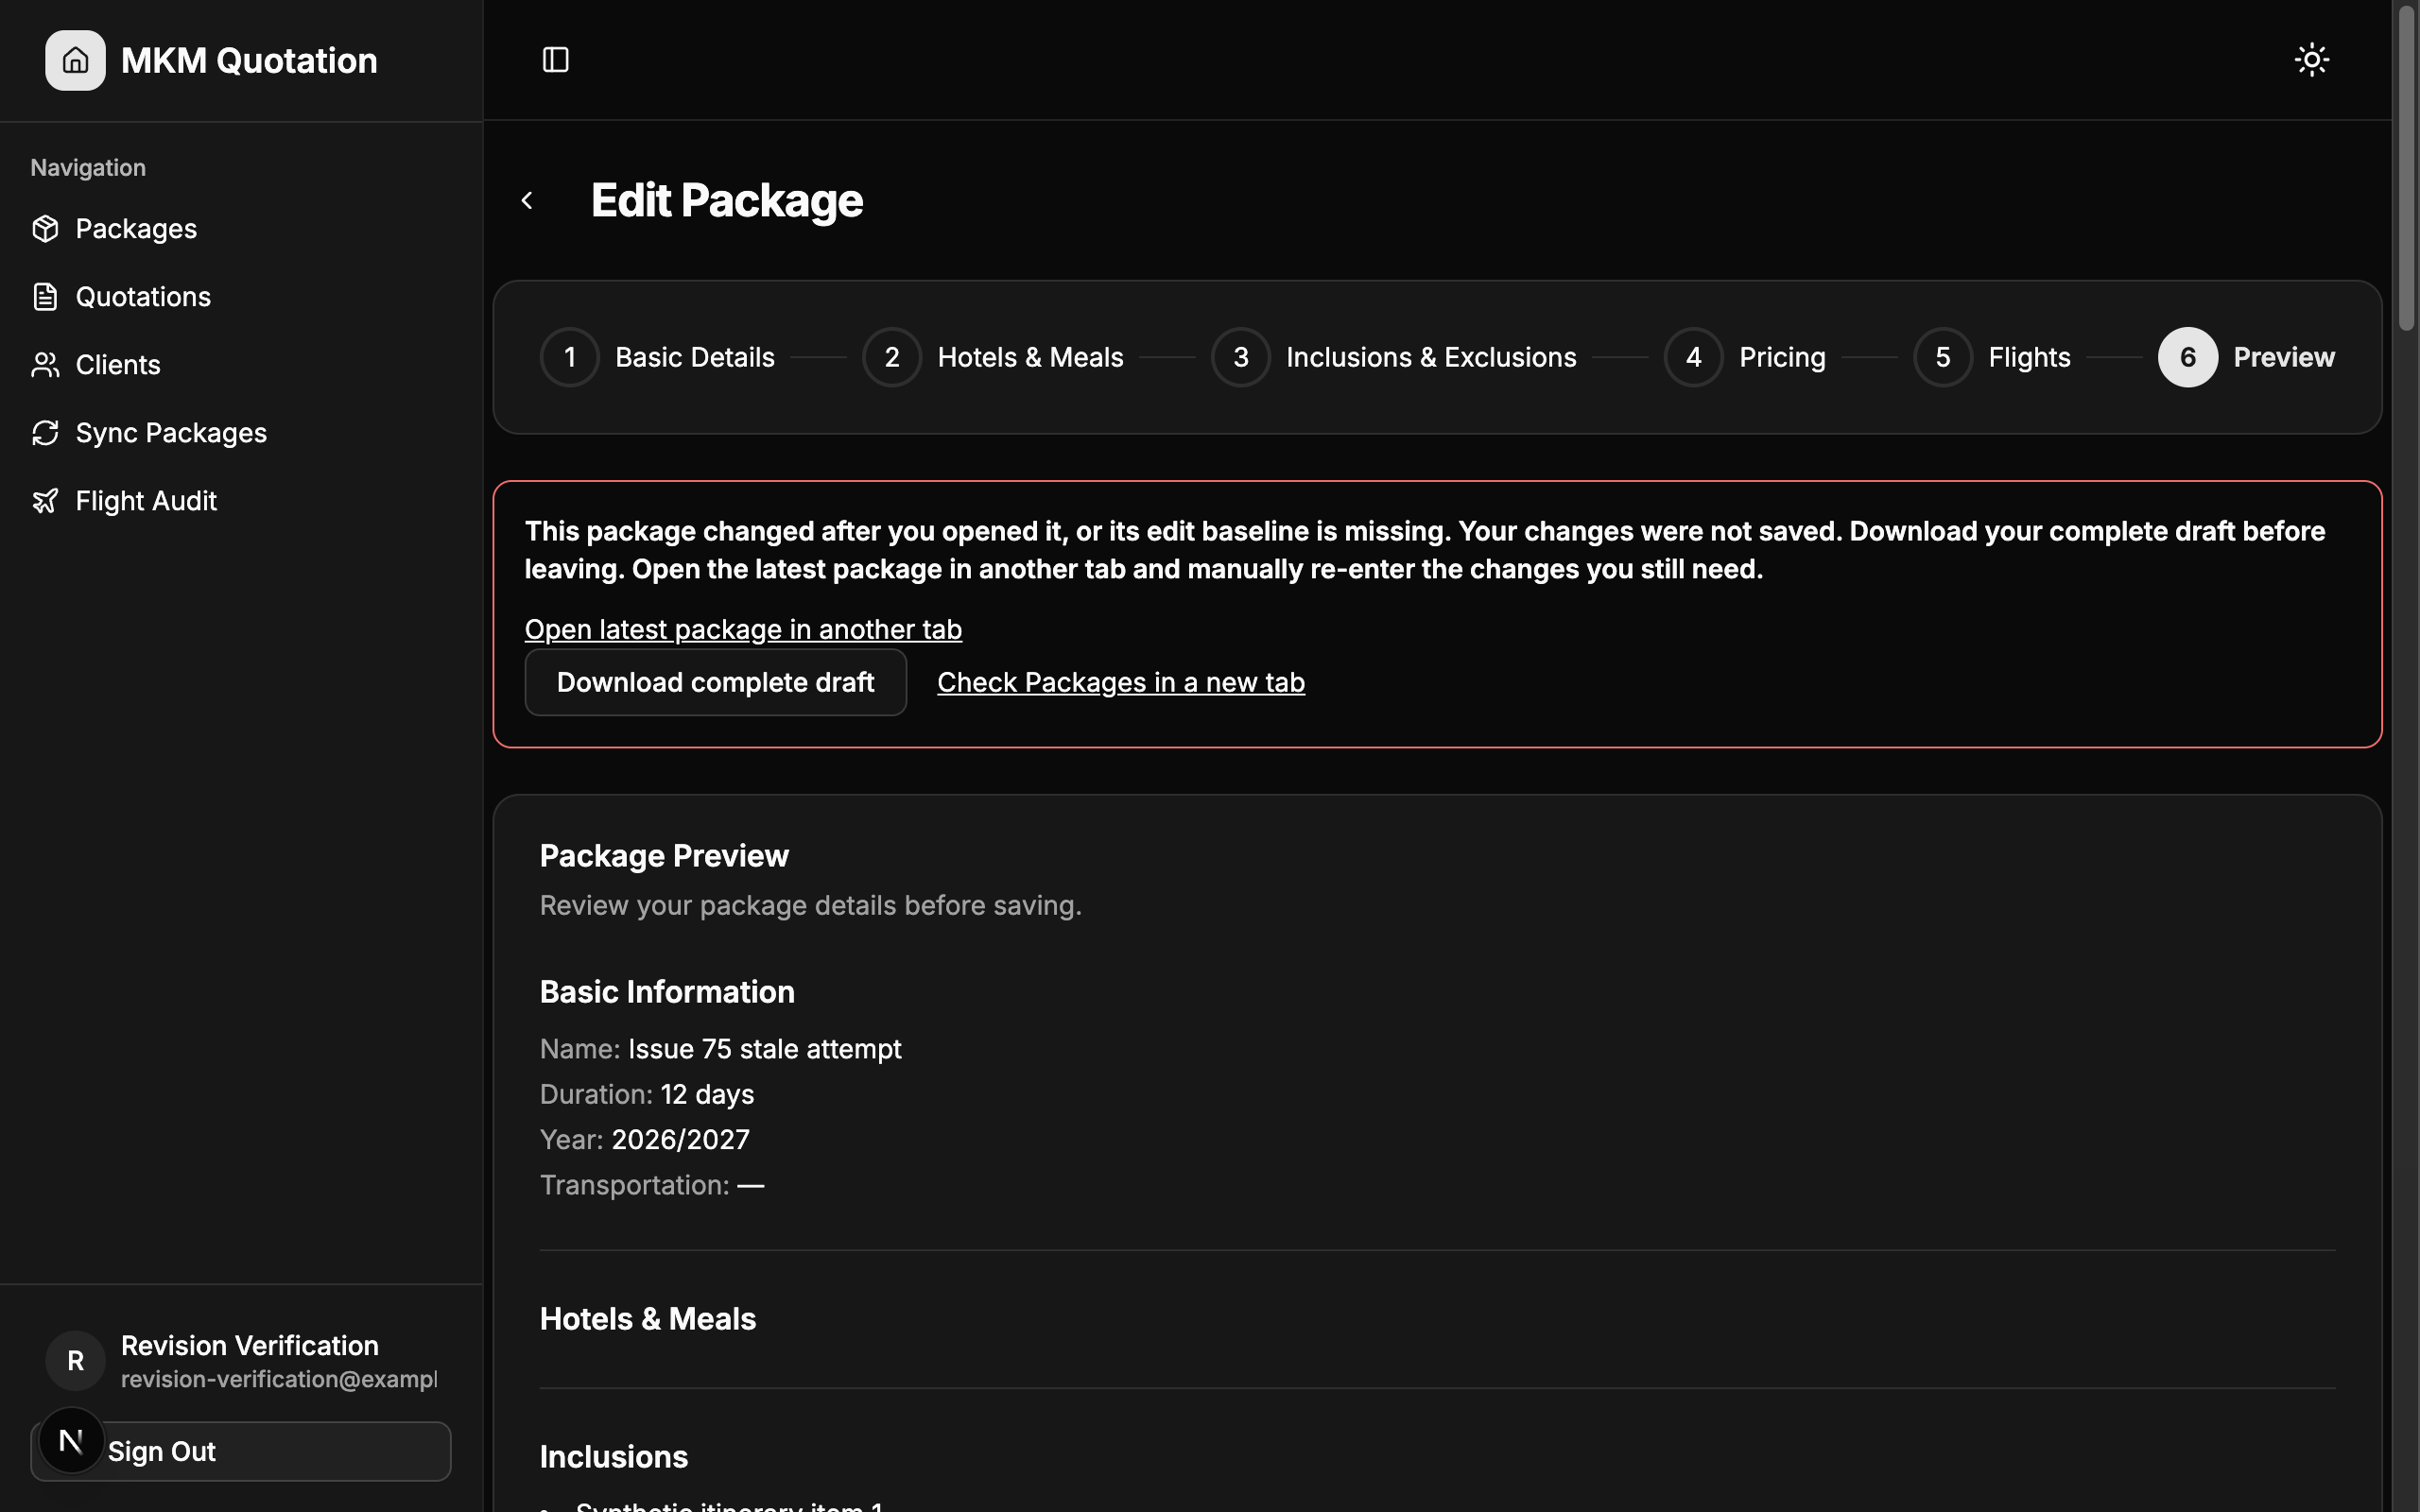 MKM Quotation
Navigation
Packages
Quotations
Clients
Sync Packages
Flight Audit
Revision Verification
revision-verification@exampl
R
N
Sign Out
Edit Package
1 Basic Details 2 Hotels & Meals 3 Inclusions & Exclusions 4 Pricing 5 Flights 6 Preview
This package changed after you opened it, or its edit baseline is missing. Your changes were not saved. Download your complete draft before
leaving. Open the latest package in another tab and manually re-enter the changes you still need.
Open latest package in another tab
Download complete draft Check Packages in a new tab
Package Preview
Review your package details before saving.
Basic Information
Name: Issue 75 stale attempt
Duration: 12 days
Year: 2026/2027
Transportation: —
Hotels & Meals
Inclusions
• Synthetic itinerary item 1